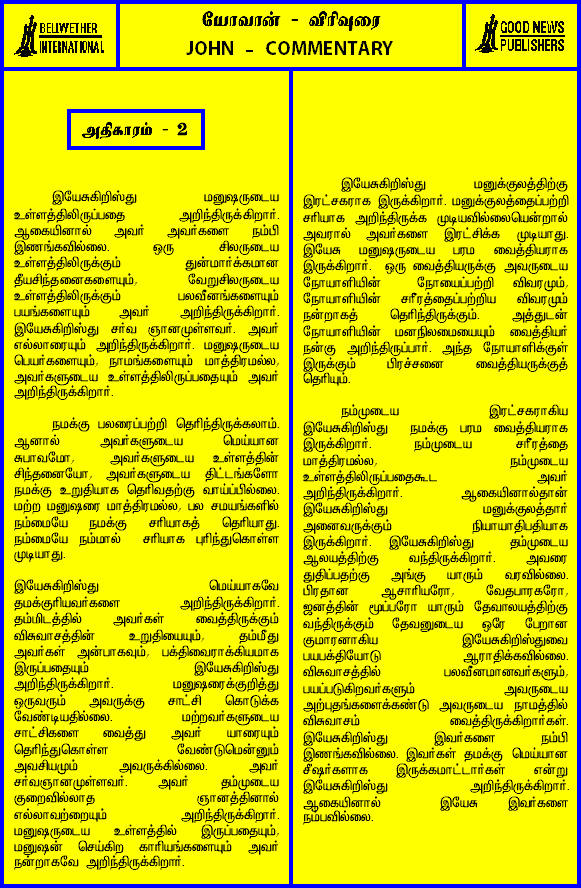 BELWETHER
INTERNATIONAL
யோவான் - விரிவுரை
JOHN - COMMENTARY
GOOD NEWS
PUBLISHERS
அதிகாரம் - 2
இயேசுகிறிஸ்து மனுஷருடைய
உள்ளத்திலிருப்பதை அறிந்திருக்கிறார்.
ஆகையினால் அவர் அவர்களை நம்பி
இணங்கவில்லை. ஒரு சிலருடைய
உள்ளத்திலிருக்கும் துன்மார்க்கமான
தீயசிந்தனைகளையும், வேறுசிலருடைய
உள்ளத்திலிருக்கும் பலவீனங்களையும்
பயங்களையும் அவர் அறிந்திருக்கிறார்.
இயேசுகிறிஸ்து சர்வ ஞானமுள்ளவர். அவர்
எல்லாரையும் அறிந்திருக்கிறார். மனுஷருடைய
பெயர்களையும், நாமங்களையும் மாத்திரமல்ல,
அவர்களுடைய உள்ளத்திலிருப்பதையும் அவர்
அறிந்திருக்கிறார்.
நமக்கு பலரைப்பற்றி தெரிந்திருக்கலாம்.
ஆனால் அவர்களுடைய மெய்யான
சுபாவமோ, அவர்களுடைய உள்ளத்தின்
சிந்தனையோ, அவர்களுடைய திட்டங்களோ
நமக்கு உறுதியாக தெரிவதற்கு வாய்ப்பில்லை.
மற்ற மனுஷரை மாத்திரமல்ல, பல சமயங்களில்
நம்மையே நமக்கு சரியாகத் தெரியாது.
நம்மையே நம்மால் சரியாக புரிந்துகொள்ள
முடியாது.
இயேசுகிறிஸ்து மெய்யாகவே
தமக்குரியவர்களை அறிந்திருக்கிறார்.
தம்மிடத்தில் அவர்கள் வைத்திருக்கும்
விசுவாசத்தின் உறுதியையும், தம்மீது
அவர்கள் அன்பாகவும், பக்திவைராக்கியமாக
இருப்பதையும் இயேசுகிறிஸ்து
அறிந்திருக்கிறார். மனுஷரைக்குறித்து
ஒருவரும் அவருக்கு சாட்சி கொடுக்க
வேண்டியதில்லை. மற்றவர்களுடைய
சாட்சிகளை வைத்து அவர் யாரையும்
தெரிந்துகொள்ள வேண்டுமென்னும்
அவசியமும் அவருக்கில்லை. அவர்
சர்வஞானமுள்ளவர். அவர் தம்முடைய
குறைவில்லாத ஞானத்தினால்
எல்லாவற்றையும் அறிந்திருக்கிறார்.
மனுஷருடைய உள்ளத்தில் இருப்பதையும்,
மனுஷன் செய்கிற காரியங்களையும் அவர்
நன்றாகவே அறிந்திருக்கிறார்.
இயேசுகிறிஸ்து மனுக்குலத்திற்கு
இரட்சகராக இருக்கிறார். மனுக்குலத்தைப்பற்றி
சரியாக அறிந்திருக்க முடியவில்லையென்றால்
அவரால் அவர்களை இரட்சிக்க முடியாது.
இயேசு மனுஷருடைய பரம வைத்தியராக
இருக்கிறார். ஒரு வைத்தியருக்கு அவருடைய
நோயாளியின் நோயைப்பற்றி விவரமும்,
நோயாளியின் சரீரத்தைப்பற்றிய விவரமும்
நன்றாகத் தெரிந்திருக்கும். அத்துடன்
நோயாளியின் மனநிலைமையையும் வைத்தியர்
நன்கு அறிந்திருப்பார். அந்த நோயாளிக்குள்
இருக்கும் பிரச்சனை வைத்தியருக்குத்
தெரியும்.
நம்முடைய இரட்சகராகிய
இயேசுகிறிஸ்து நமக்கு பரம வைத்தியராக
இருக்கிறார். நம்முடைய சரீரத்தை
மாத்திரமல்ல, நம்முடைய
உள்ளத்திலிருப்பதைகூட அவர்
அறிந்திருக்கிறார். ஆகையினால்தான்
இயேசுகிறிஸ்து மனுக்குலத்தார்
அனைவருக்கும் நியாயாதிபதியாக
இருக்கிறார். இயேசுகிறிஸ்து தம்முடைய
ஆலயத்திற்கு வந்திருக்கிறார். அவரை
துதிப்பதற்கு அங்கு யாரும் வரவில்லை.
பிரதான ஆசாரியரோ, வேதபாரகரோ,
ஜனத்தின் மூப்பரோ யாரும் தேவாலயத்திற்கு
வந்திருக்கும் தேவனுடைய ஒரே பேறான
குமாரனாகிய இயேசுகிறிஸ்துவை
பயபக்தியோடு ஆராதிக்கவில்லை.
விசுவாசத்தில் பலவீனமானவர்களும்,
பயப்படுகிறவர்களும் அவருடைய
அற்புதங்களைக்கண்டு அவருடைய நாமத்தில்
விசுவாசம் வைத்திருக்கிறார்கள்.
இயேசுகிறிஸ்து இவர்களை நம்பி
இணங்கவில்லை. இவர்கள் தமக்கு மெய்யான
சீஷர்களாக இருக்கமாட்டார்கள் என்று
இயேசுகிறிஸ்து அறிந்திருக்கிறார்.
ஆகையினால் இயேசு இவர்களை
நம்பவில்லை.